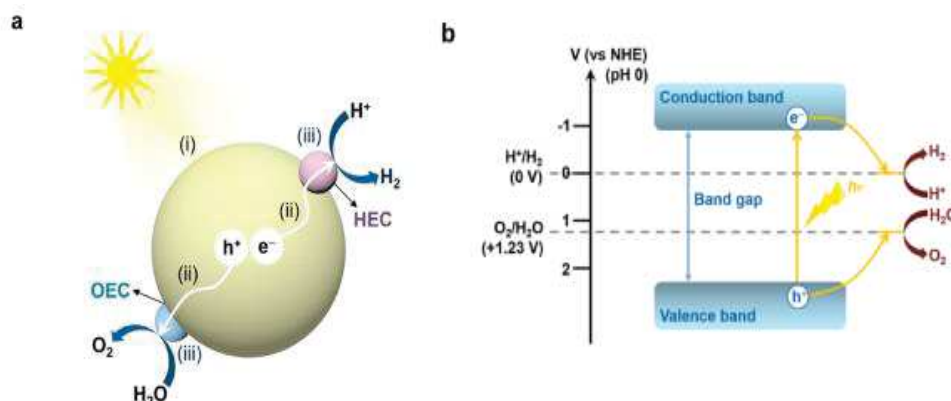 a
(i)
(iii)
H⁺
H₂
HEC
(ii)
h⁺
e⁻
(ii)
OEC
(iii)
O₂
H₂O
b
V (vs NHE)
(pH 0)
Conduction band
e⁻
-1
H⁺/H₂
(0 V)
0
H₂
H⁺
Band gap
hν
1
O₂/H₂O
(+1.23 V)
H₂O
O₂
2
h⁺
Valence band